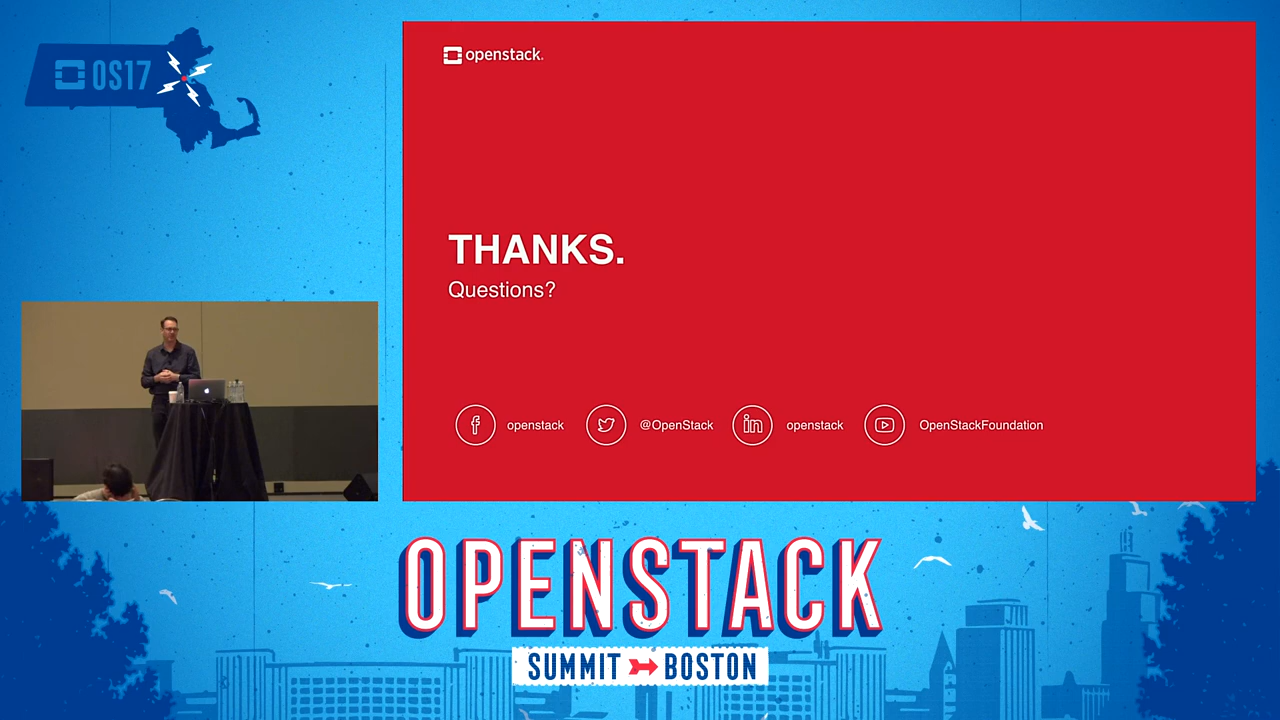 OS17
openstack.
THANKS.
Questions?
openstack @OpenStack openstack OpenStackFoundation
OPENSTACK
SUMMIT BOSTON